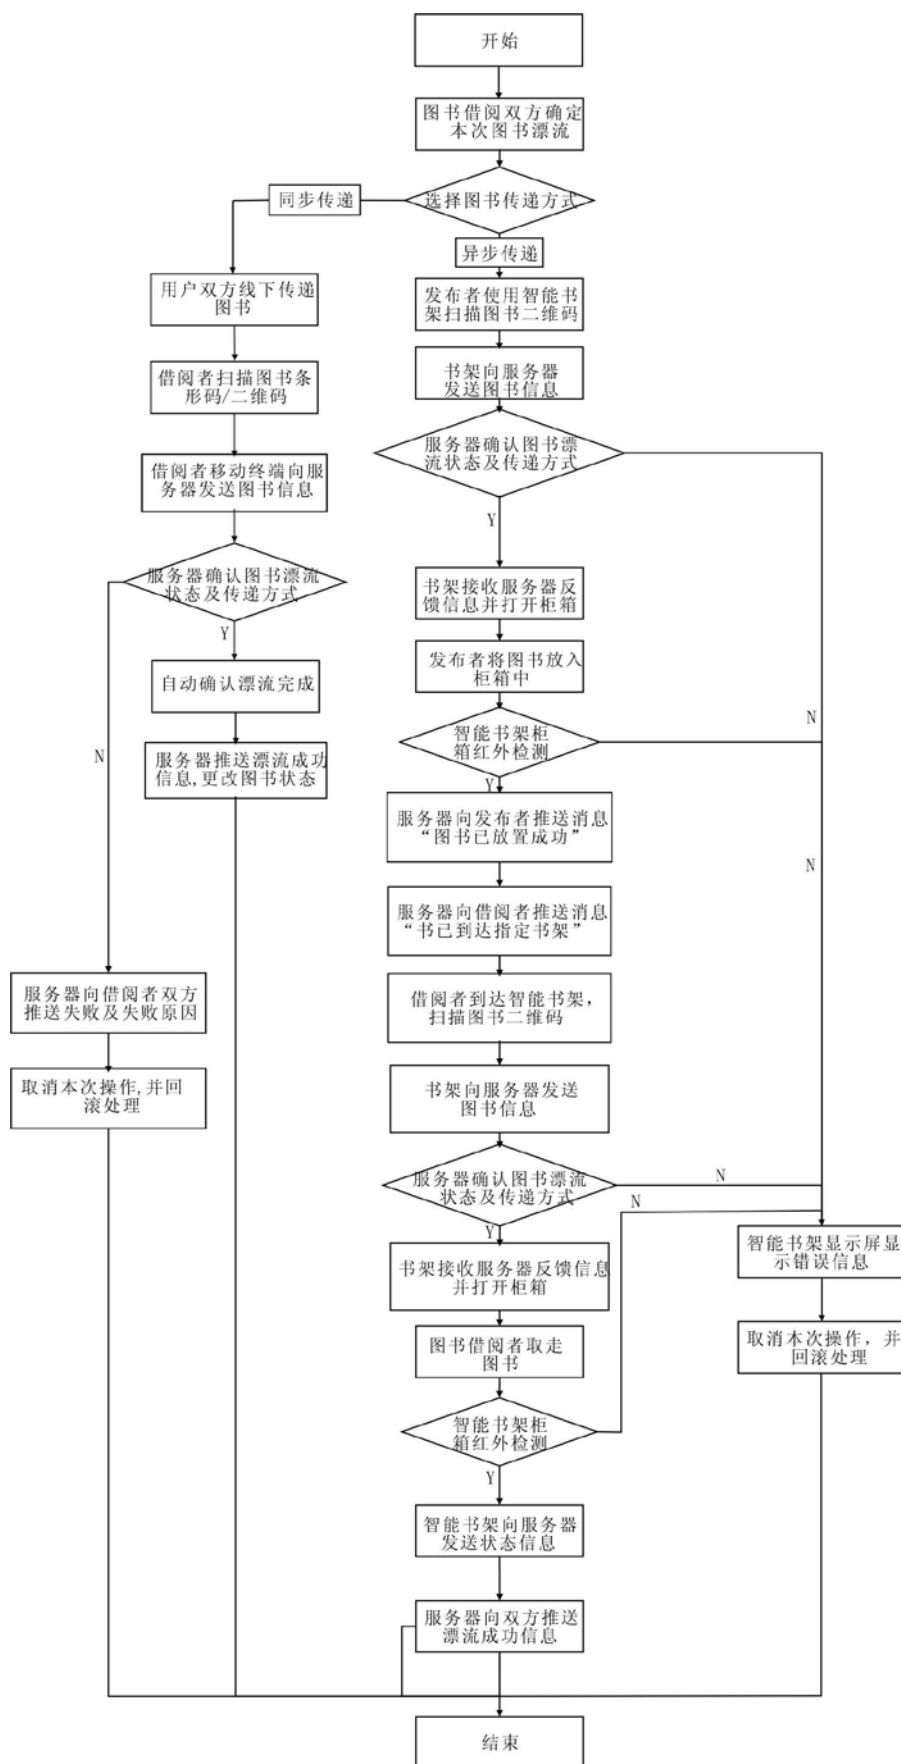 开始
图书借阅双方确定
本次图书漂流
选择图书传递方式
同步传递
异步传递
用户双方线下传递
图书
借阅者扫描图书条
形码/二维码
借阅者移动终端向服
务器发送图书信息
服务器确认图书漂流
状态及传递方式
Y
N
自动确认漂流完成
服务器推送漂流成功
信息,更改图书状态
服务器向借阅者双方
推送失败及失败原因
取消本次操作,并回
滚处理
发布者使用智能书
架扫描图书二维码
书架向服务器
发送图书信息
服务器确认图书漂
流状态及传递方式
Y
N
书架接收服务器反
馈信息并打开柜箱
发布者将图书放入
柜箱中
智能书架柜
箱红外检测
Y
N
服务器向发布者推送消息
“图书已放置成功”
服务器向借阅者推送消息
“书已到达指定书架”
借阅者到达智能书架，
扫描图书二维码
书架向服务器发送
图书信息
服务器确认图书漂流
状态及传递方式
N
Y
N
书架接收服务器反馈信息
并打开柜箱
图书借阅者取走
图书
智能书架柜
箱红外检测
Y
智能书架显示屏显
示错误信息
取消本次操作，并
回滚处理
智能书架向服务器
发送状态信息
服务器向双方推送
漂流成功信息
结束